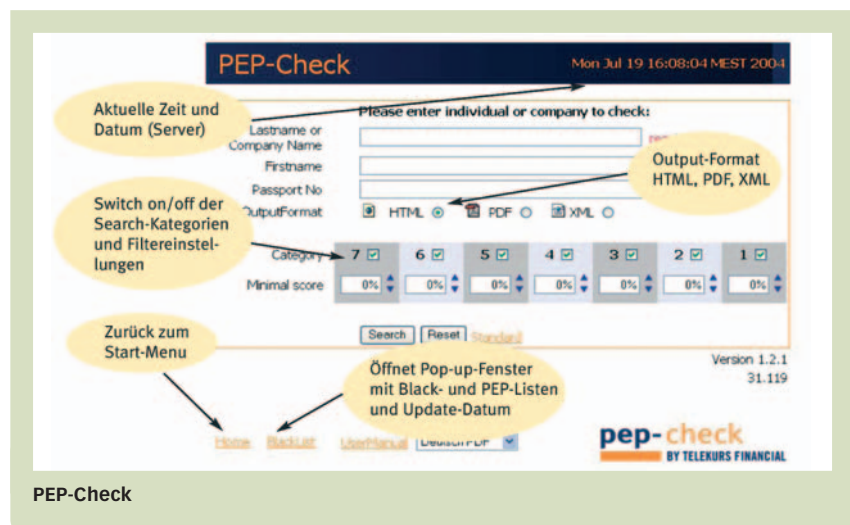 PEP-Check
Mon Jul 19 16:08:04 MEST 2004
Aktuelle Zeit und
Datum (Server)
Please enter individual or company to check:
Lastname or
Company Name
Firstname
Passport No
OutputFormat
HTML
PDF
XML
Output-Format
HTML, PDF, XML
Switch on/off der
Search-Kategorien
und Filtereinstel-
lungen
Category
7
6
5
4
3
2
1
Minimal score
0%
0%
0%
0%
0%
0%
0%
Search
Reset
Standard
Version 1.2.1
31.119
Zurück zum
Start-Menu
Öffnet Pop-up-Fenster
mit Black- und PEP-Listen
und Update-Datum
Home
BlackList
UserManual
Deutsch PDF
pep-check
BY TELEKURS FINANCIAL
PEP-Check